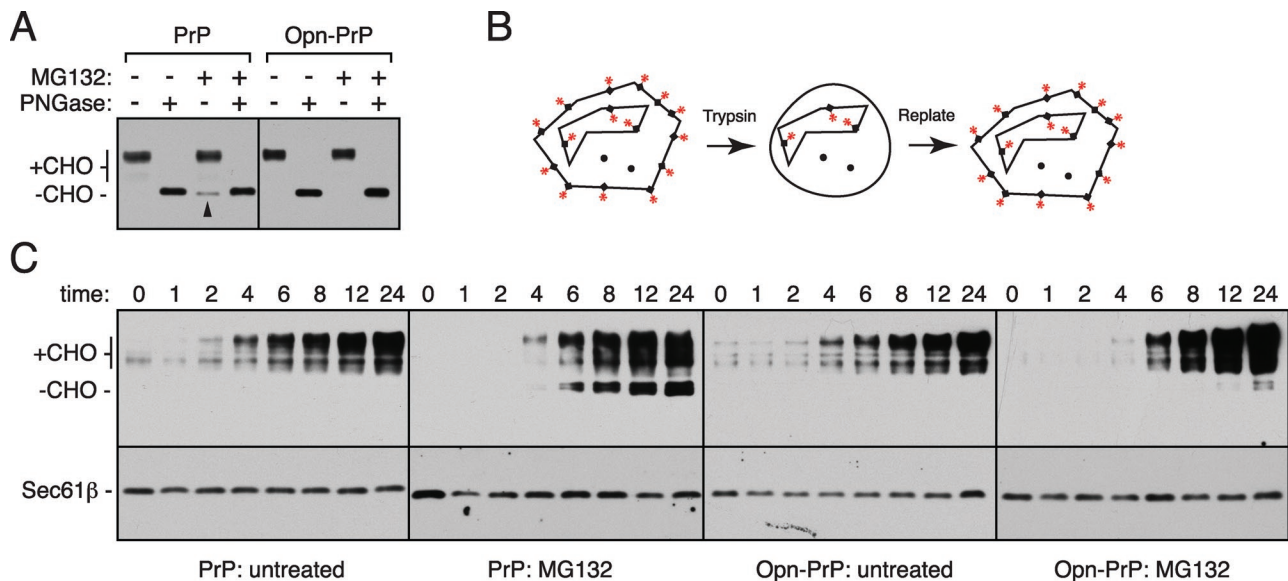 A
PrP Opn-PrP
MG132: - - + + - - + +
PNGase: - + - + - + - +
+CHO
-CHO -
B
Trypsin Replate
* * * * * * * * * * * * * * * * * * * * * * * * * * * * *
C
time: 0 1 2 4 6 8 12 24 0 1 2 4 6 8 12 24 0 1 2 4 6 8 12 24 0 1 2 4 6 8 12 24
+CHO
-CHO -
Sec61β -
PrP: untreated PrP: MG132 Opn-PrP: untreated Opn-PrP: MG132